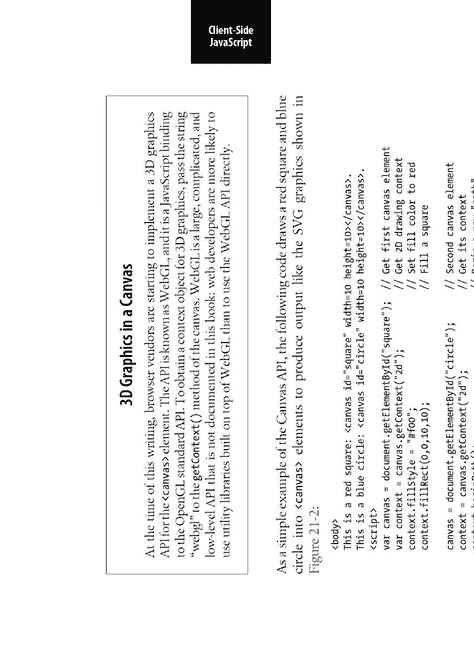 Client-Side
JavaScript
3D Graphics in a Canvas
At the time of this writing, browser vendors are starting to implement a 3D graphics
API for the <canvas> element. The API is known as WebGL, and it is a JavaScript binding
to the OpenGL standard API. To obtain a context object for 3D graphics, pass the string
“webgl” to the getContext() method of the canvas. WebGL is a large, complicated, and
low-level API that is not documented in this book: web developers are more likely to
use utility libraries built on top of WebGL than to use the WebGL API directly.
As a simple example of the Canvas API, the following code draws a red square and blue
circle into <canvas> elements to produce output like the SVG graphics shown in
Figure 21-2:
<body>
This is a red square: <canvas id="square" width=10 height=10></canvas>.
This is a blue circle: <canvas id="circle" width=10 height=10></canvas>.
<script>
var canvas = document.getElementById("square");  // Get first canvas element
var context = canvas.getContext("2d");  // Get 2D drawing context
context.fillStyle = "#f00";  // Set fill color to red
context.fillRect(0,0,10,10);  // Fill a square
canvas = document.getElementById("circle");  // Second canvas element
context = canvas.getContext("2d");  // Get its context